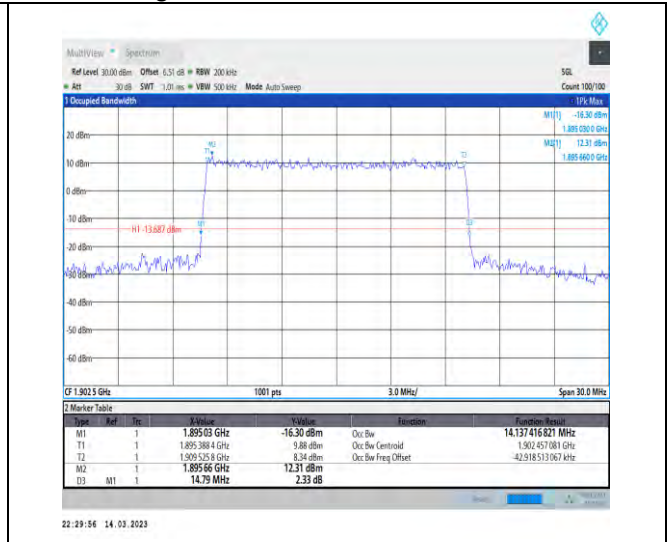 MultiView Spectrum
Ref Level 30.00 dBm Offset 6.51 dB RBW 200 kHz SGL
Att 30 dB SWT 1.01 ms VBW 500 kHz Mode Auto Sweep Count 100/100
1 Occupied Bandwidth 1Pk Max
M1[1] -16.30 dBm
1.895 030 0 GHz
M2[1] 12.31 dBm
1.895 660 0 GHz
20 dBm
M2
T1
T2
10 dBm
0 dBm
-10 dBm
M1
D3
H1 -13.687 dBm
-20 dBm
-30 dBm
-40 dBm
-50 dBm
-60 dBm
CF 1.902 5 GHz 1001 pts 3.0 MHz/ Span 30.0 MHz
2 Marker Table
Type Ref Trc X-Value Y-Value Function Function Result
M1 1 1.895 03 GHz -16.30 dBm Occ Bw 14.137 416 821 MHz
T1 1 1.895 388 4 GHz 9.88 dBm Occ Bw Centroid 1.902 457 081 GHz
T2 1 1.909 525 8 GHz 8.34 dBm Occ Bw Freq Offset -42.918 513 067 kHz
M2 1 1.895 66 GHz 12.31 dBm
D3 M1 1 14.79 MHz 2.33 dB
22:29:56 14.03.2023